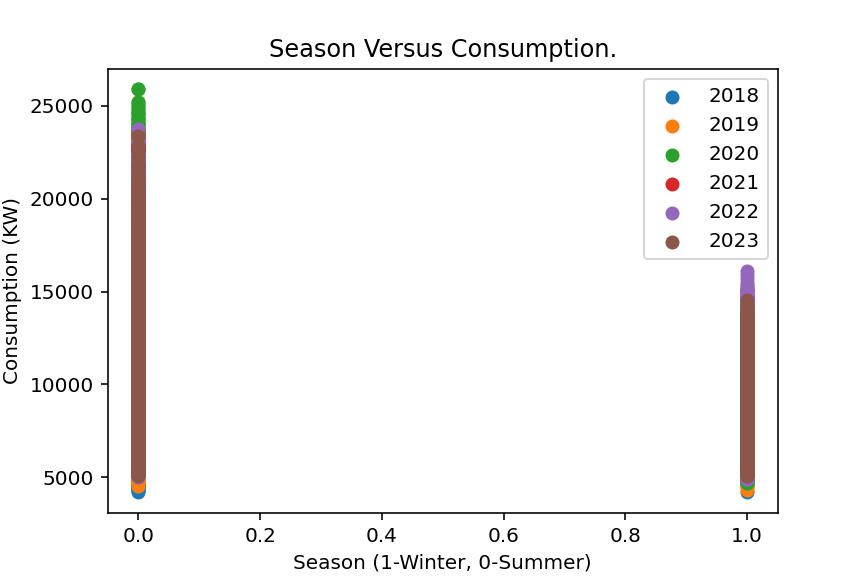 Season Versus Consumption.
25000
20000
15000
10000
5000
Consumption (KW)
2018
2019
2020
2021
2022
2023
0.0 0.2 0.4 0.6 0.8 1.0
Season (1-Winter, 0-Summer)